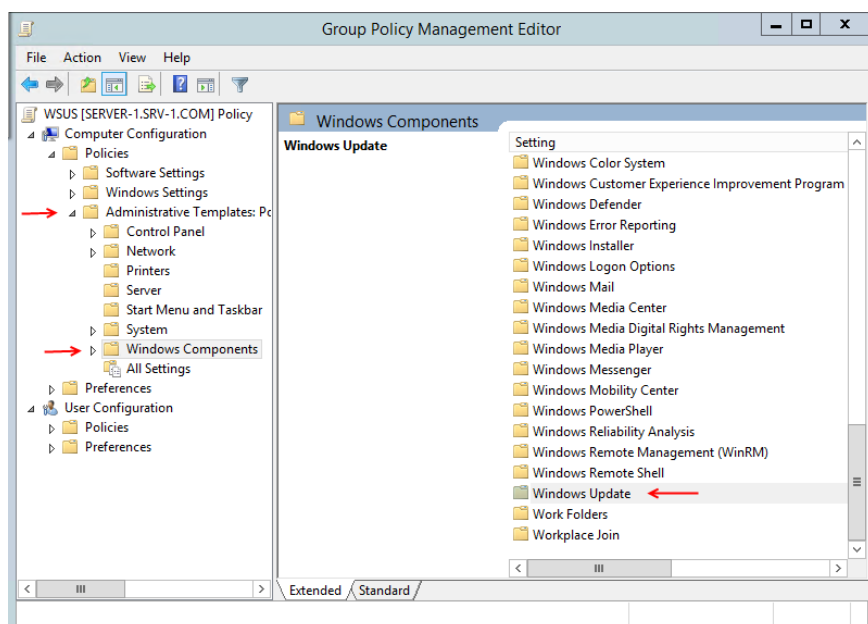 Group Policy Management Editor
File Action View Help
WSUS [SERVER-1.SRV-1.COM] Policy
Computer Configuration
Policies
Software Settings
Windows Settings
Administrative Templates: Po
Control Panel
Network
Printers
Server
Start Menu and Taskbar
System
Windows Components
All Settings
Preferences
User Configuration
Policies
Preferences
Windows Components
Windows Update
Setting
Windows Color System
Windows Customer Experience Improvement Program
Windows Defender
Windows Error Reporting
Windows Installer
Windows Logon Options
Windows Mail
Windows Media Center
Windows Media Digital Rights Management
Windows Media Player
Windows Messenger
Windows Mobility Center
Windows PowerShell
Windows Reliability Analysis
Windows Remote Management (WinRM)
Windows Remote Shell
Windows Update
Work Folders
Workplace Join
Extended Standard